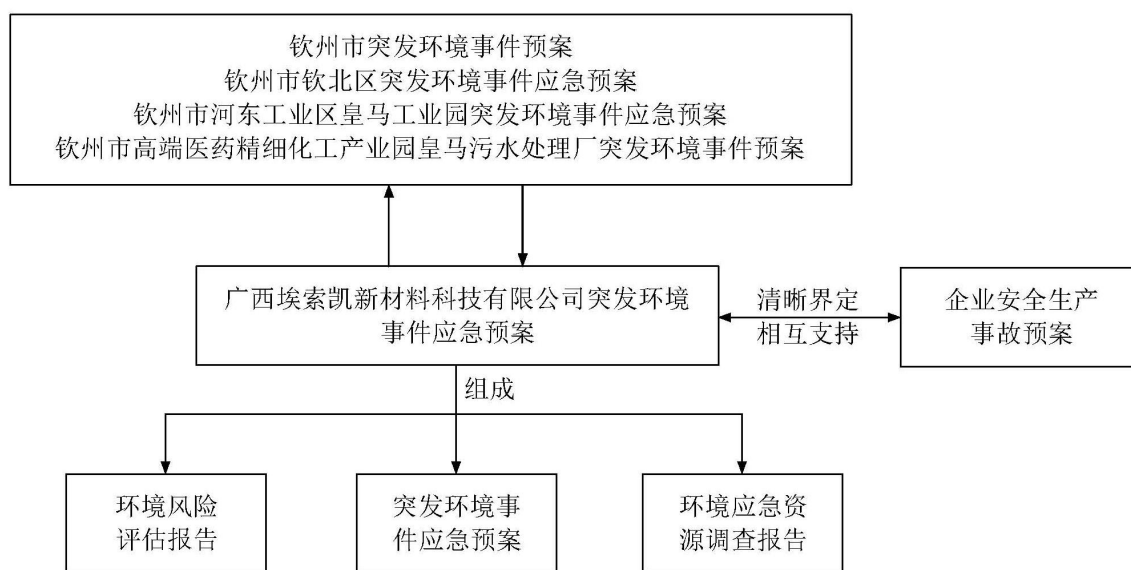 钦州市突发环境事件预案
钦州市钦北区突发环境事件应急预案
钦州市河东工业区皇马工业园突发环境事件应急预案
钦州市高端医药精细化工产业园皇马污水处理厂突发环境事件预案
广西埃索凯新材料科技有限公司突发环境
事件应急预案
清晰界定
相互支持
企业安全生产
事故预案
组成
环境风险
评估报告
突发环境事
件应急预案
环境应急资
源调查报告